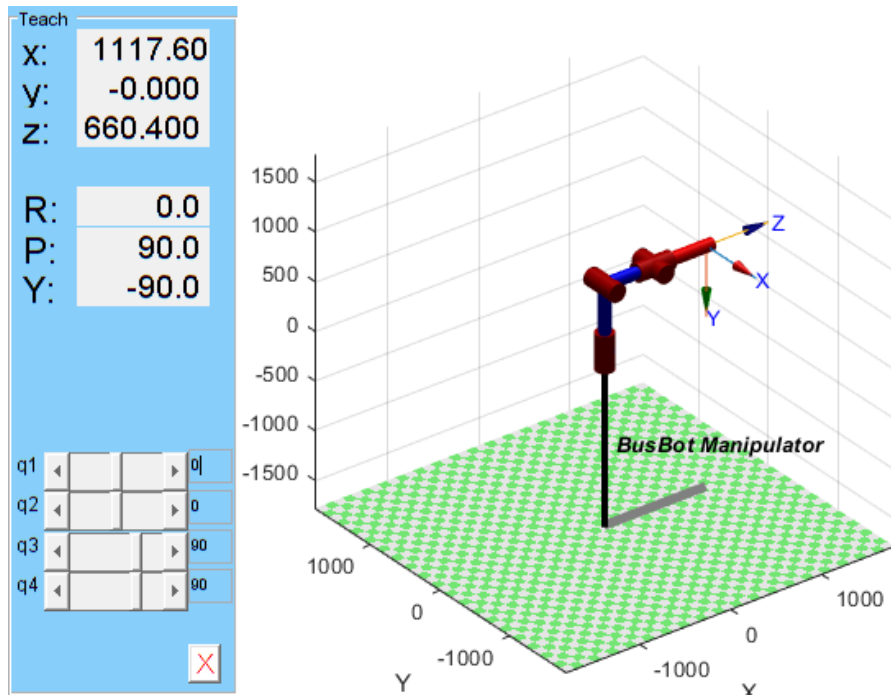 Teach
x: 1117.60
y: -0.000
z: 660.400
R: 0.0
P: 90.0
Y: -90.0
q1 0
q2 0
q3 90
q4 90
X
1500
1000
500
0
-500
-1000
-1500
Z
X
Y
BusBot Manipulator
1000
0
-1000
Y
-1000
0
1000
X